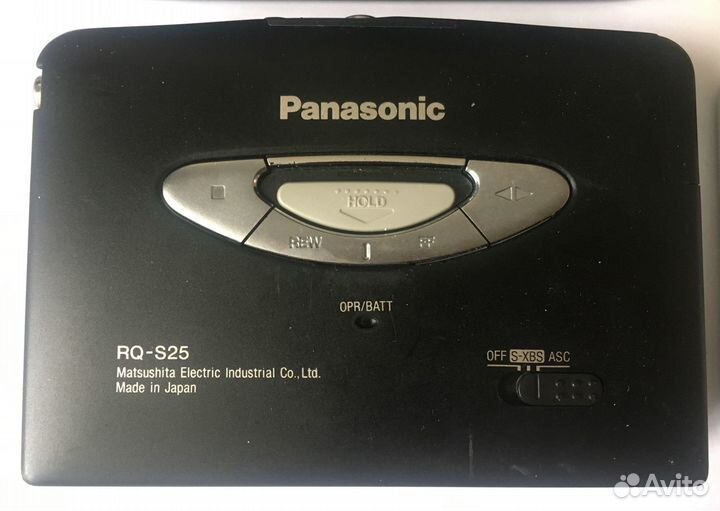 Panasonic
HOLD
REW FF
OPR/BATT
RQ-S25
Matsushita Electric Industrial Co., Ltd.
Made in Japan
OFF S-XBS ASC
Avito